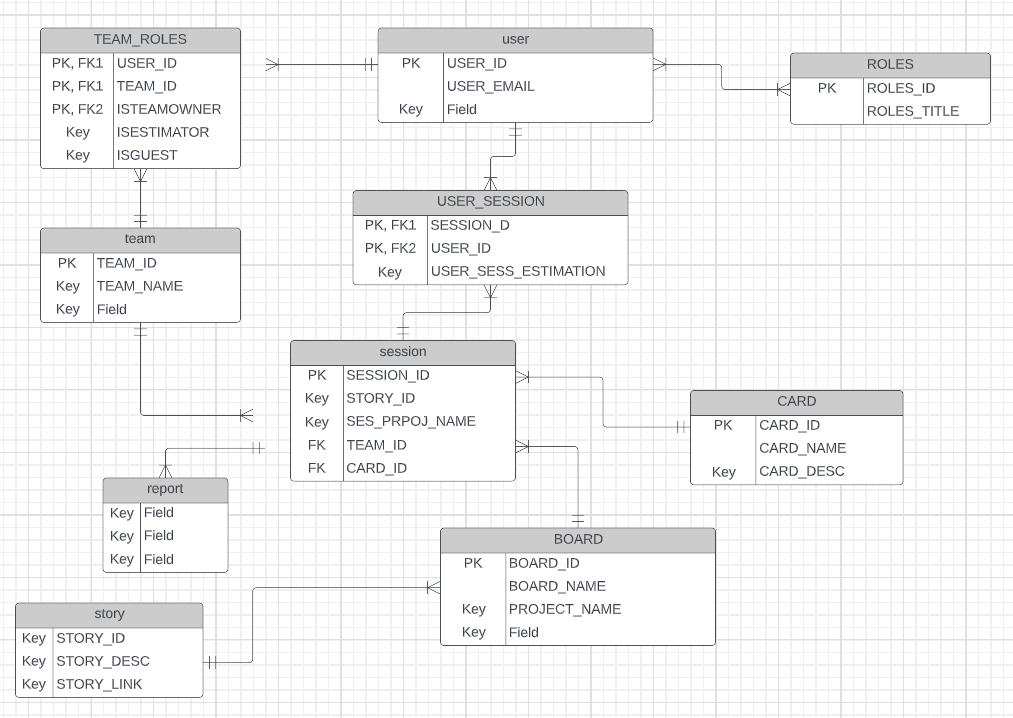 TEAM_ROLES
PK, FK1 USER_ID
PK, FK1 TEAM_ID
PK, FK2 ISTEAMOWNER
Key ISESTIMATOR
Key ISGUEST
user
PK USER_ID
USER_EMAIL
Key Field
ROLES
PK ROLES_ID
ROLES_TITLE
USER_SESSION
PK, FK1 SESSION_D
PK, FK2 USER_ID
Key USER_SESS_ESTIMATION
team
PK TEAM_ID
Key TEAM_NAME
Key Field
session
PK SESSION_ID
Key STORY_ID
Key SES_PRPOJ_NAME
FK TEAM_ID
FK CARD_ID
CARD
PK CARD_ID
CARD_NAME
Key CARD_DESC
report
Key Field
Key Field
Key Field
BOARD
PK BOARD_ID
BOARD_NAME
Key PROJECT_NAME
Key Field
story
Key STORY_ID
Key STORY_DESC
Key STORY_LINK